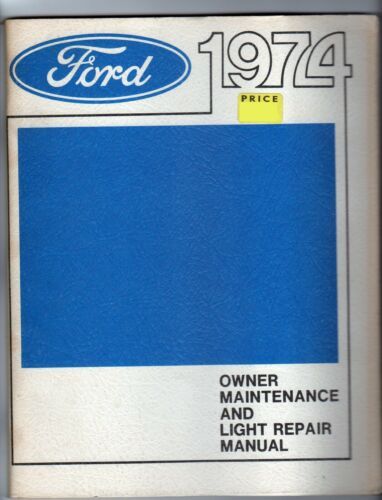 Ford
1974
PRICE
OWNER
MAINTENANCE
AND
LIGHT REPAIR
MANUAL